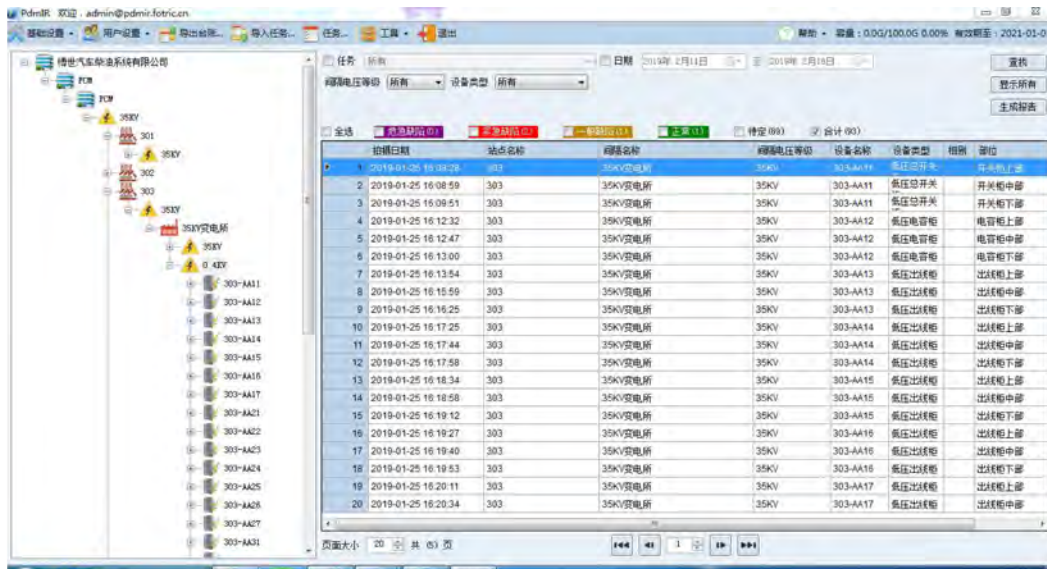 PdmIR 欢迎 . admin@pdmir.fotric.cn
基础设置 用户设置 导出台账... 导入任务... 任务... 工具 退出 帮助 容量：0.0G/100.0G 0.00% 有效期至：2021-01-0
博世汽车柴油系统有限公司
PCM
PCM
35KV
301
35KV
302
303
35KV
35KV变电所
35KV
0.4KV
303-AA11
303-AA12
303-AA13
303-AA14
303-AA15
303-AA16
303-AA17
303-AA21
303-AA22
303-AA23
303-AA24
303-AA25
303-AA26
303-AA27
303-AA31
任务 所有 日期 2019年 2月11日 至 2019年 2月18日 查找
间隔电压等级 所有 设备类型 所有 显示所有
生成报告
全选 危急缺陷(0) 一般缺陷(1) 正常(1) 待定(89) 合计(93)
拍摄日期 站点名称 间隔名称 间隔电压等级 设备名称 设备类型 相别 部位
1 2019-01-25 16:08:28 303 35KV变电所 35KV 303-AA11 低压总开关 开关柜上部
2 2019-01-25 16:08:59 303 35KV变电所 35KV 303-AA11 低压总开关 开关柜中部
3 2019-01-25 16:09:51 303 35KV变电所 35KV 303-AA11 低压总开关 开关柜下部
4 2019-01-25 16:12:32 303 35KV变电所 35KV 303-AA12 低压电容柜 电容柜上部
5 2019-01-25 16:12:47 303 35KV变电所 35KV 303-AA12 低压电容柜 电容柜中部
6 2019-01-25 16:13:00 303 35KV变电所 35KV 303-AA12 低压电容柜 电容柜下部
7 2019-01-25 16:13:54 303 35KV变电所 35KV 303-AA13 低压出线柜 出线柜上部
8 2019-01-25 16:15:59 303 35KV变电所 35KV 303-AA13 低压出线柜 出线柜中部
9 2019-01-25 16:16:25 303 35KV变电所 35KV 303-AA13 低压出线柜 出线柜下部
10 2019-01-25 16:17:25 303 35KV变电所 35KV 303-AA14 低压出线柜 出线柜上部
11 2019-01-25 16:17:44 303 35KV变电所 35KV 303-AA14 低压出线柜 出线柜中部
12 2019-01-25 16:17:58 303 35KV变电所 35KV 303-AA14 低压出线柜 出线柜下部
13 2019-01-25 16:18:34 303 35KV变电所 35KV 303-AA15 低压出线柜 出线柜上部
14 2019-01-25 16:18:58 303 35KV变电所 35KV 303-AA15 低压出线柜 出线柜中部
15 2019-01-25 16:19:12 303 35KV变电所 35KV 303-AA15 低压出线柜 出线柜下部
16 2019-01-25 16:19:27 303 35KV变电所 35KV 303-AA16 低压出线柜 出线柜上部
17 2019-01-25 16:19:40 303 35KV变电所 35KV 303-AA16 低压出线柜 出线柜中部
18 2019-01-25 16:19:53 303 35KV变电所 35KV 303-AA16 低压出线柜 出线柜下部
19 2019-01-25 16:20:11 303 35KV变电所 35KV 303-AA17 低压出线柜 出线柜上部
20 2019-01-25 16:20:34 303 35KV变电所 35KV 303-AA17 低压出线柜 出线柜中部
页面大小 20 共 (5) 页 1